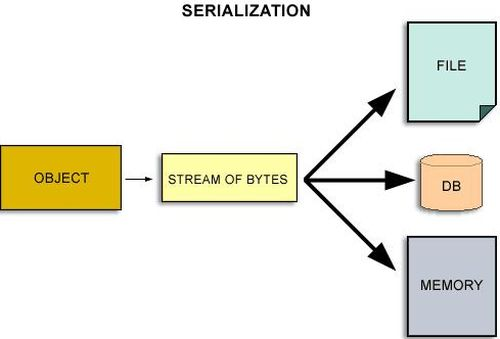 SERIALIZATION
FILE
OBJECT
STREAM OF BYTES
DB
MEMORY